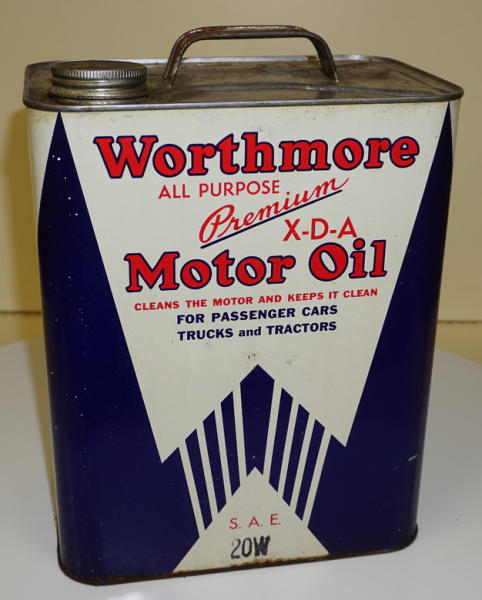 Worthmore
ALL PURPOSE
Premium
X-D-A
Motor Oil
CLEANS THE MOTOR AND KEEPS IT CLEAN
FOR PASSENGER CARS
TRUCKS and TRACTORS
S. A. E.
20W